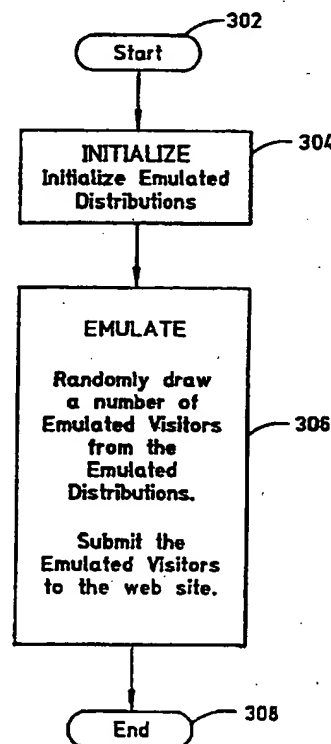 302
Start
304
INITIALIZE
Initialize Emulated
Distributions
EMULATE
Randomly draw
a number of
Emulated Visitors
from the
Emulated
Distributions.
306
Submit the
Emulated Visitors
to the web site.
308
End